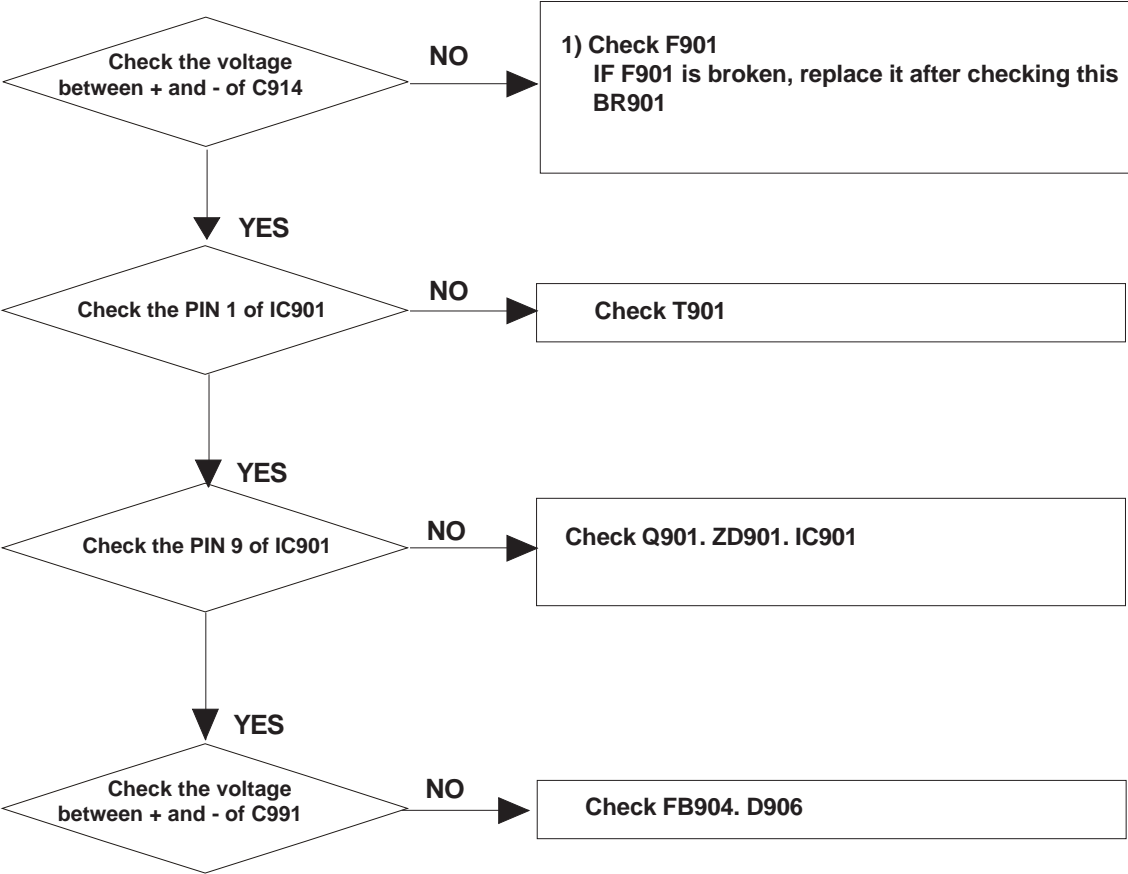 Check the voltage
between + and - of C914
NO
1) Check F901
IF F901 is broken, replace it after checking this
BR901
YES
Check the PIN 1 of IC901
NO
Check T901
YES
Check the PIN 9 of IC901
NO
Check Q901. ZD901. IC901
YES
Check the voltage
between + and - of C991
NO
Check FB904. D906